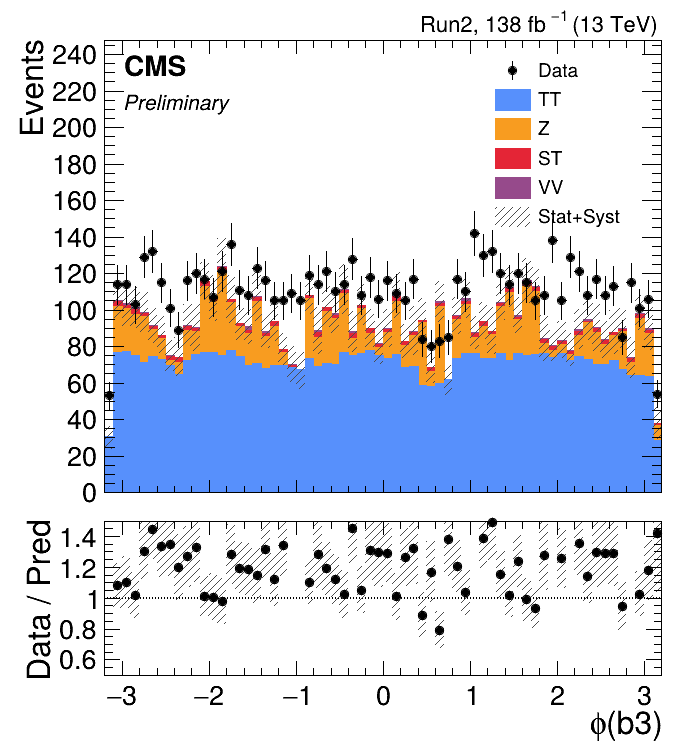 Run2, 138 fb⁻¹ (13 TeV)
Events
240
220
200
180
160
140
120
100
80
60
40
20
0
CMS
Preliminary
Data
TT
Z
ST
VV
Stat+Syst
Data / Pred
1.4
1.2
1
0.8
0.6
−3 −2 −1 0 1 2 3
ϕ(b3)